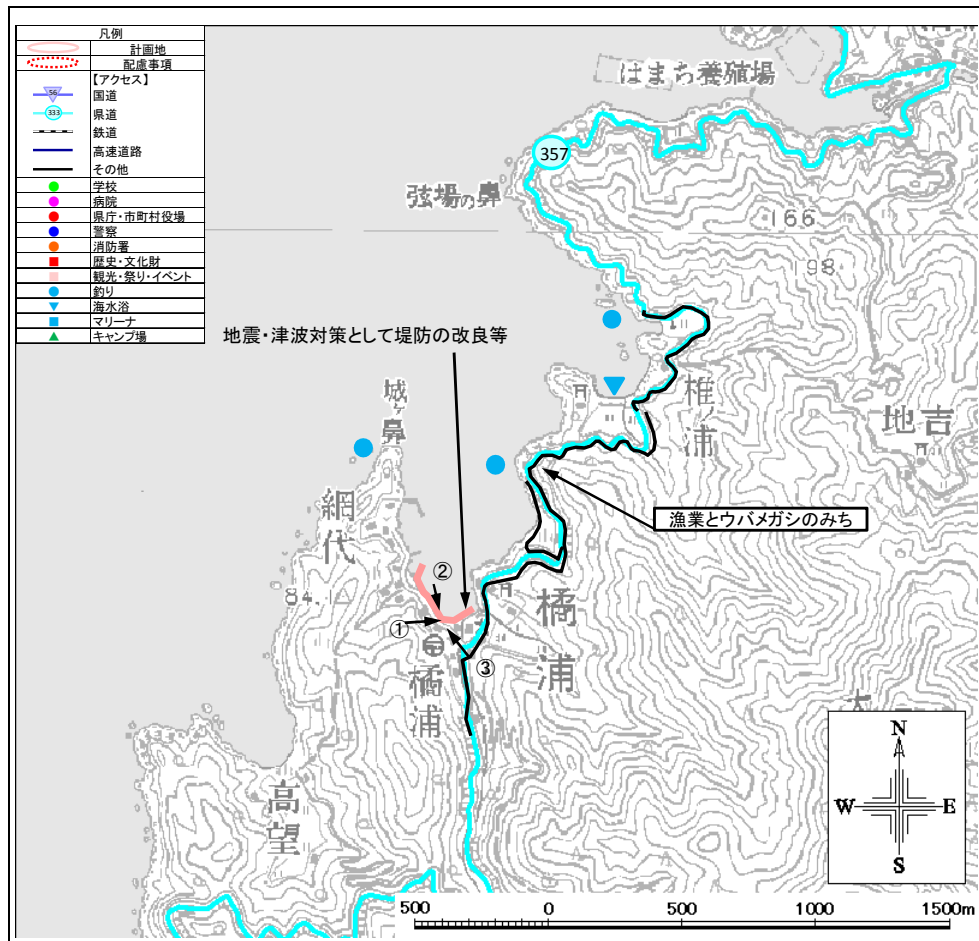 凡例
計画地
配慮事項
【アクセス】
56
国道
333
県道
鉄道
高速道路
その他
学校
病院
県庁・市町村役場
警察
消防署
歴史・文化財
観光・祭り・イベント
釣り
海水浴
マリーナ
キャンプ場
はまち養殖場
357
弦場の鼻
166
198
地震・津波対策として堤防の改良等
城ヶ鼻
椎ノ浦
地吉
網代
漁業とウバメガシのみち
84.1
②
①
③
橘浦
橘浦
高望
N
W
E
S
500
0
500
1000
1500m